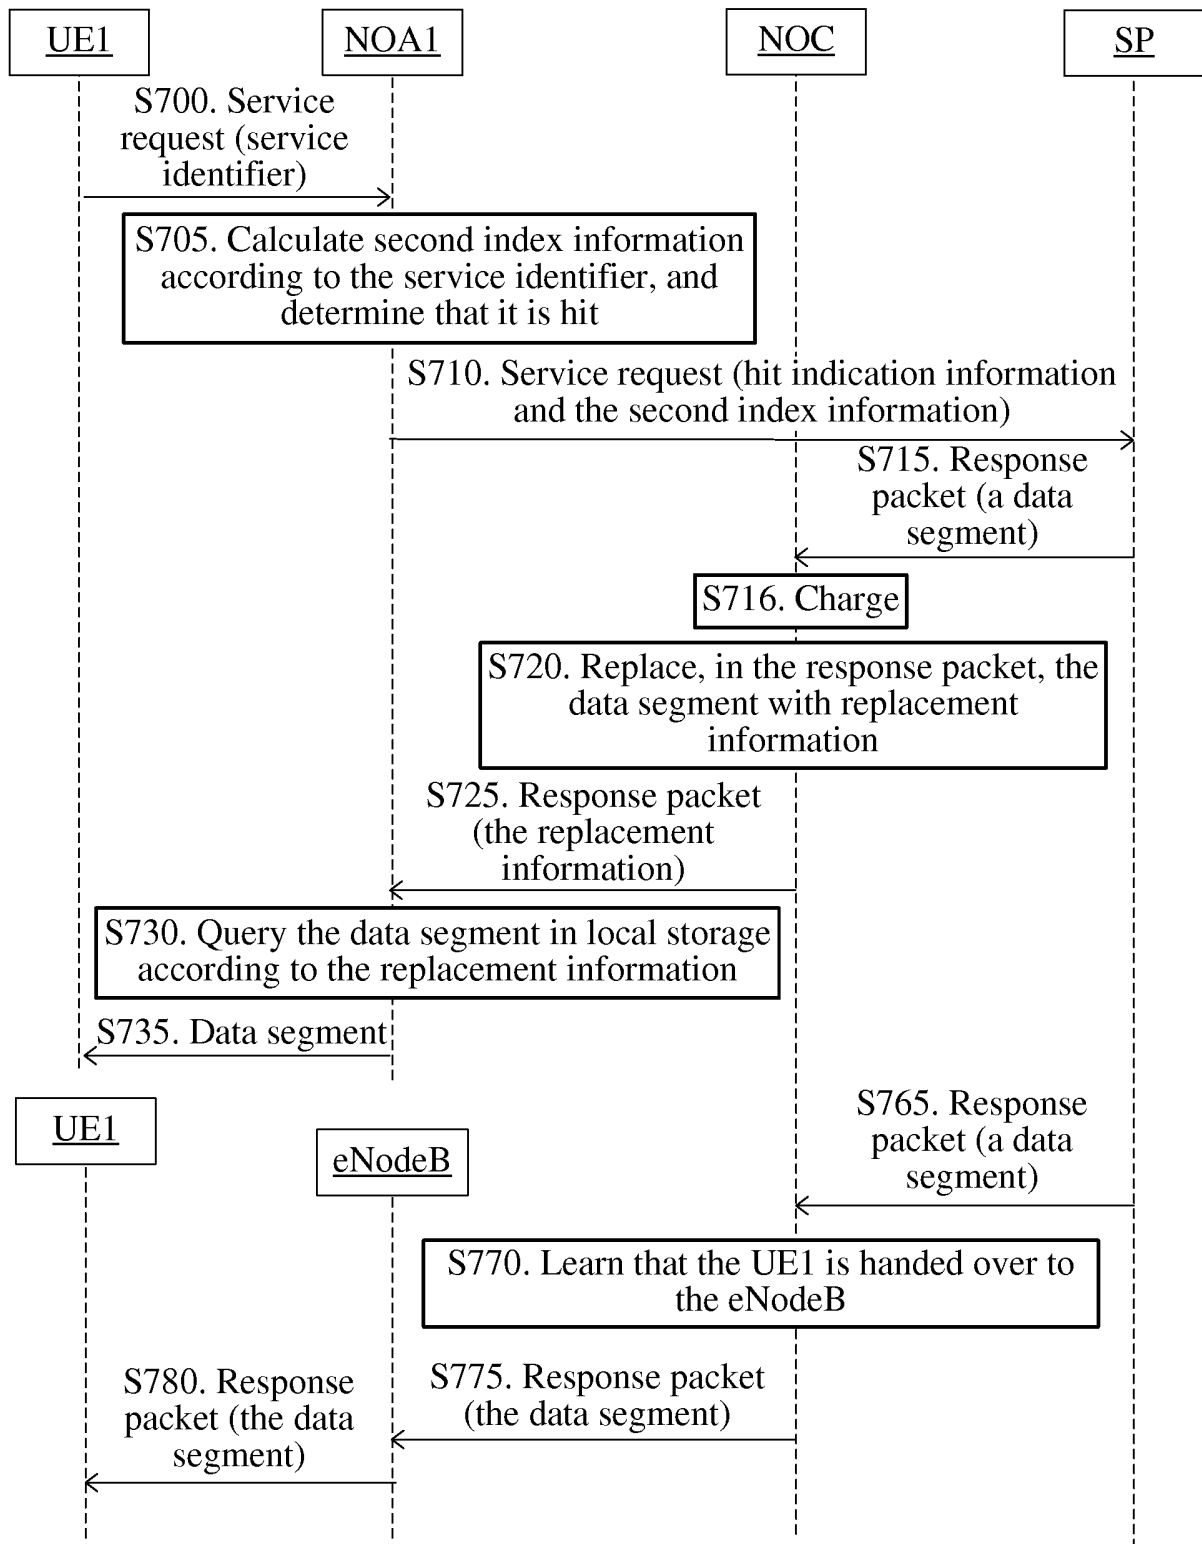 UE1
NOA1
NOC
SP
S700. Service
request (service
identifier)
S705. Calculate second index information
according to the service identifier, and
determine that it is hit
S710. Service request (hit indication information
and the second index information)
S715. Response
packet (a data
segment)
S716. Charge
S720. Replace, in the response packet, the
data segment with replacement
information
S725. Response packet
(the replacement
information)
S730. Query the data segment in local storage
according to the replacement information
S735. Data segment
UE1
eNodeB
S765. Response
packet (a data
segment)
S770. Learn that the UE1 is handed over to
the eNodeB
S775. Response packet
(the data segment)
S780. Response
packet (the data
segment)